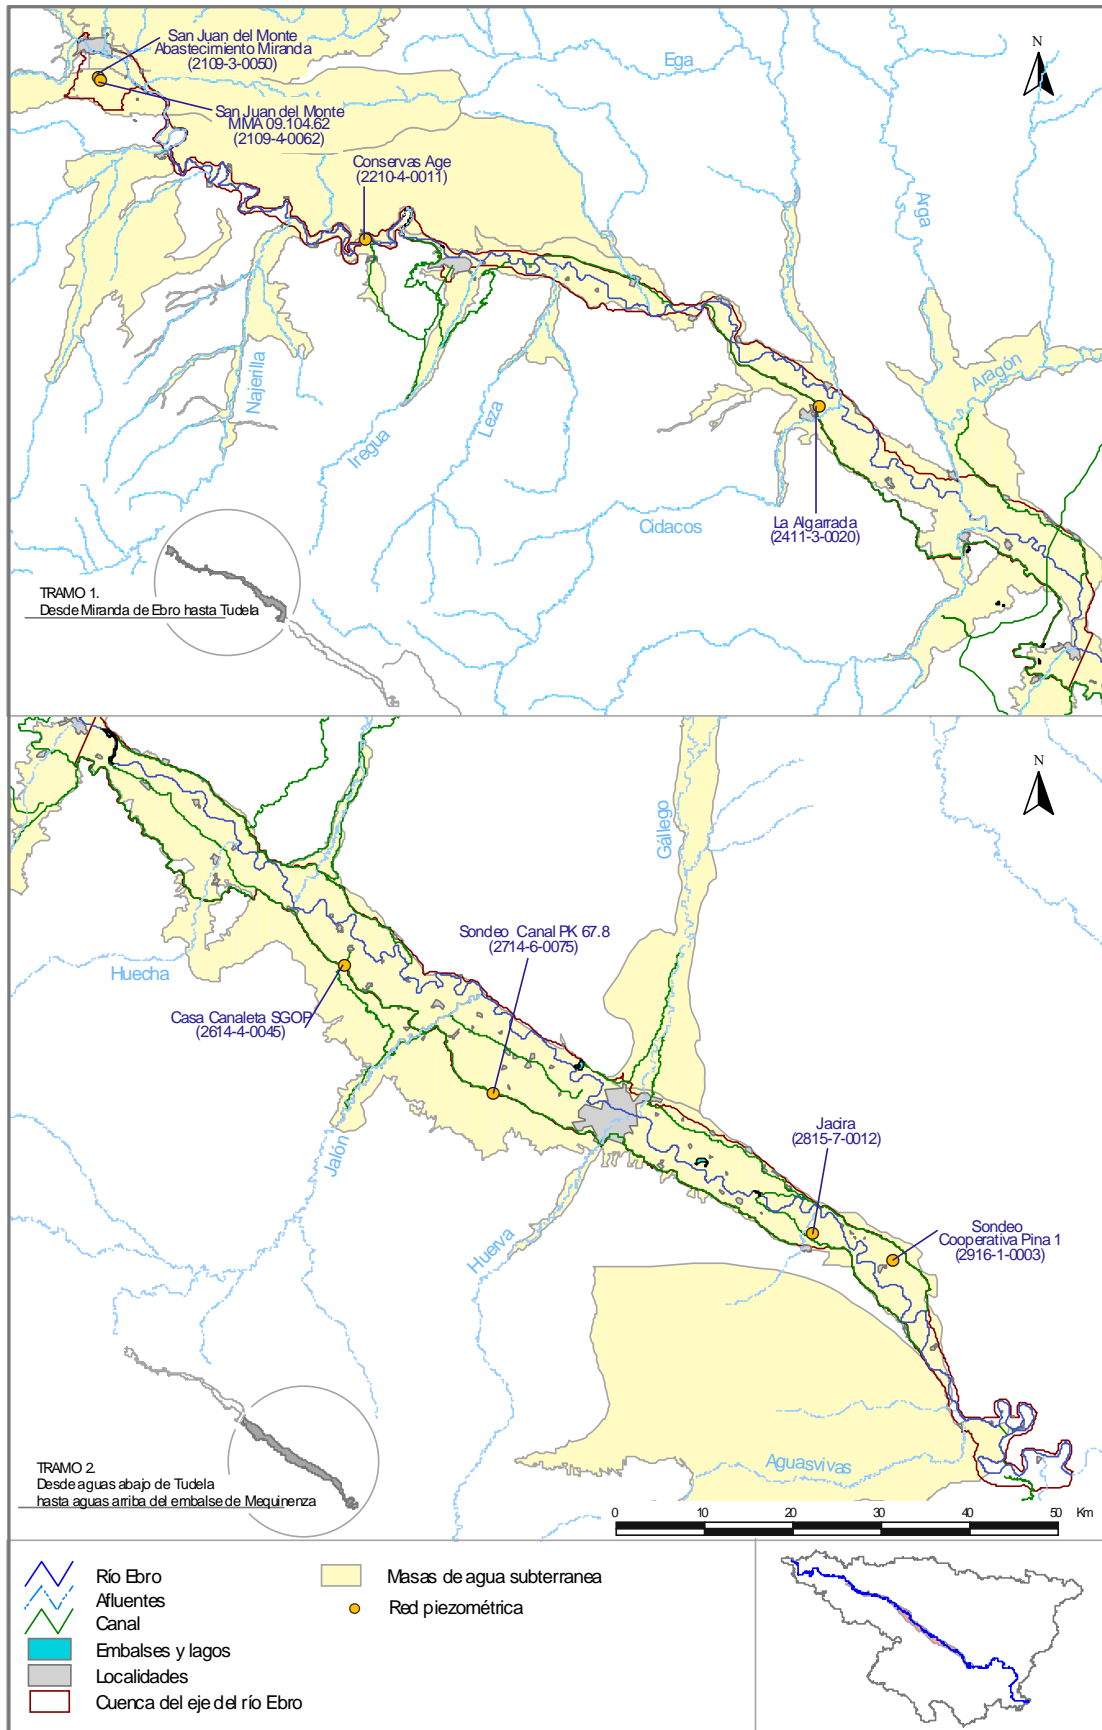 San Juan del Monte
Abastecimiento Miranda
(2109-3-0050)
San Juan del Monte
MMA 09.104.62
(2109-4-0062)
Conservas Age
(2210-4-0011)
Ega
N
Arga
Aragón
Najerilla
Iregua
Leza
Cidacos
La Algarrada
(2411-3-0020)
TRAMO 1.
Desde Miranda de Ebro hasta Tudela
N
Gállego
Sondeo Canal PK 67.8
(2714-6-0075)
Huecha
Casa Canaleta SGOP
(2614-4-0045)
Jalón
Huerva
Jacira
(2815-7-0012)
Sondeo
Cooperativa Pina 1
(2916-1-0003)
Aguasvivas
TRAMO 2.
Desde aguas abajo de Tudela
hasta aguas arriba del embalse de Mequinenza
0 10 20 30 40 50 Km
Río Ebro
Afluentes
Canal
Embalses y lagos
Localidades
Cuenca del eje del río Ebro
Masas de agua subterranea
Red piezométrica